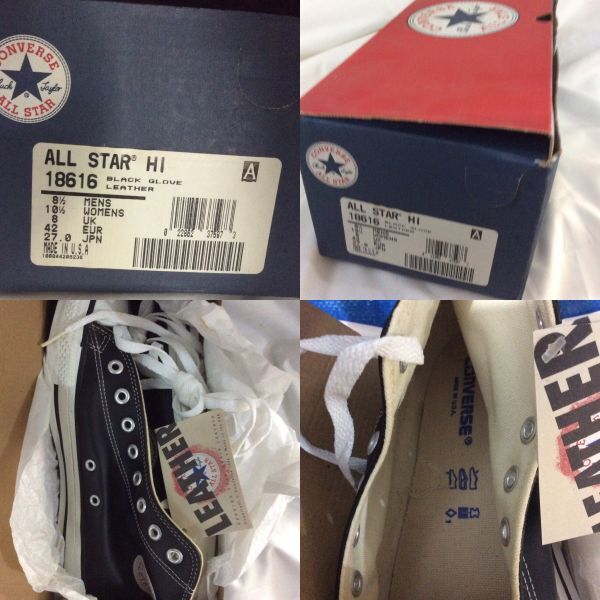 CONVERSE
Chuck Taylor
ALL STAR
ALL STAR® HI
18616 BLACK GLOVE
LEATHER
8½ MENS
10½ WOMENS
8 UK
42 EUR
27.0 JPN
MADE IN U.S.A
A
CONVERSE
CONVERSE
ALL STAR
ALL STAR® HI
18616
A
LEATHER
CONVERSE®
MADE IN U.S.A.
LEATHER